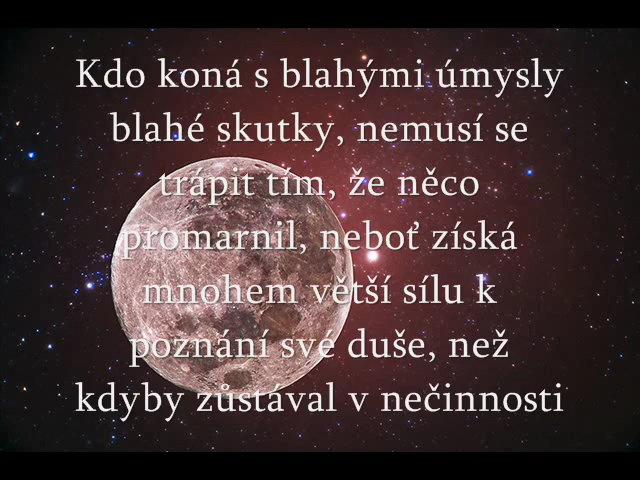 Kdo koná s blahými úmysly
blahé skutky, nemusí se
trápit tím, že něco
promarnil, neboť získá
mnohem větší sílu k
poznání své duše, než
kdyby zůstával v nečinnosti